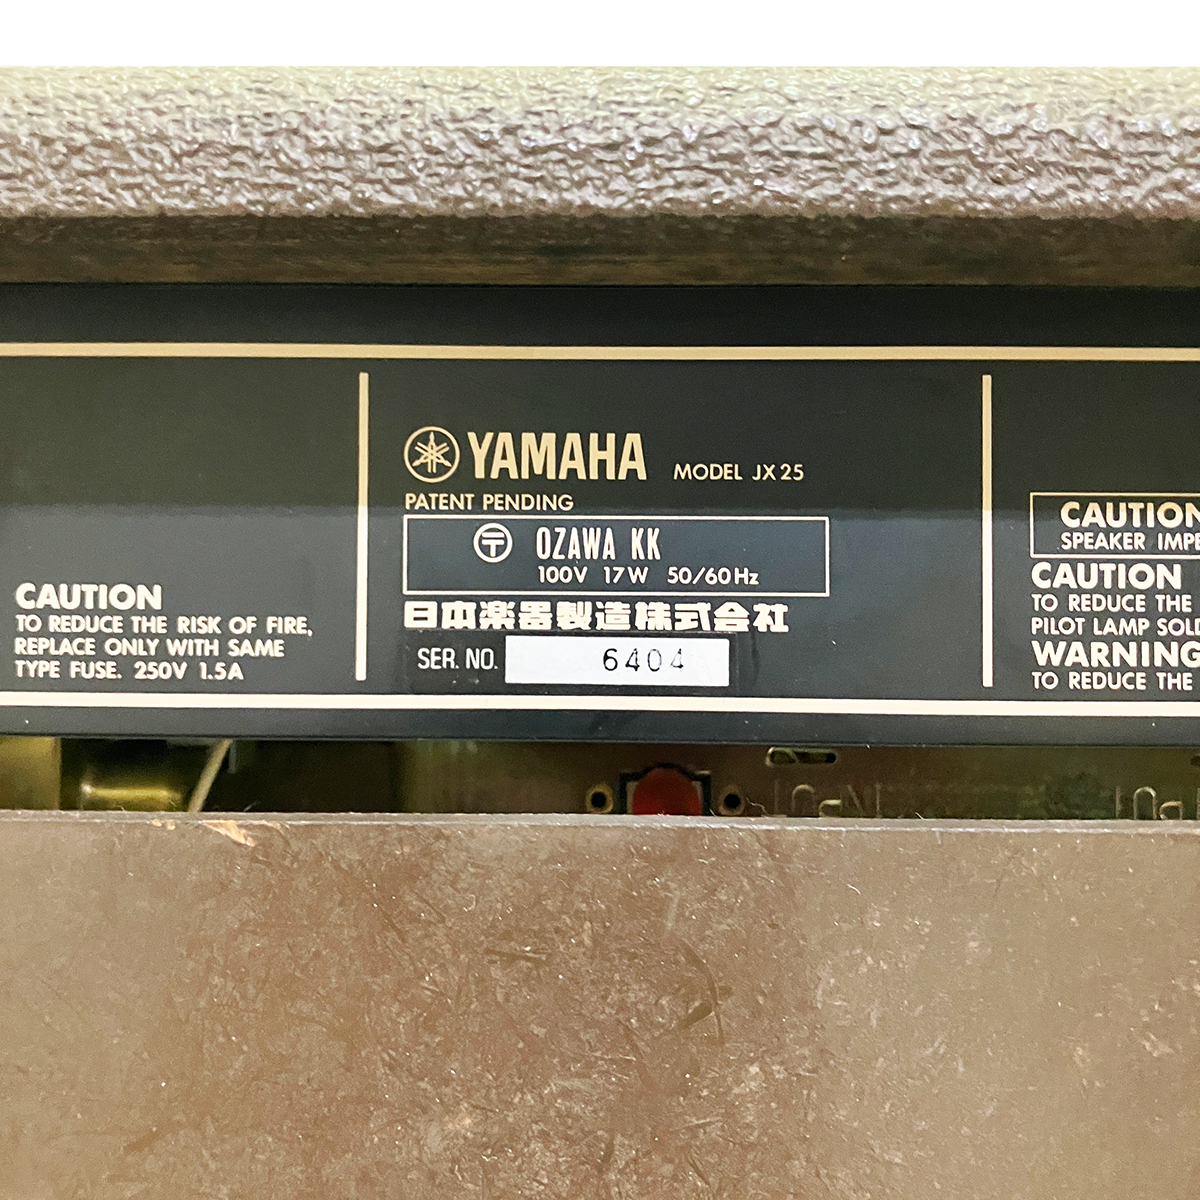 CAUTION
TO REDUCE THE RISK OF FIRE,
REPLACE ONLY WITH SAME
TYPE FUSE. 250V 1.5A
YAMAHA MODEL JX25
PATENT PENDING
〒 OZAWA KK
100V 17W 50/60Hz
日本楽器製造株式会社
SER. NO. 6404
CAUTION
SPEAKER
CAUTION
TO REDUCE THE
PILOT LAMP
WARNING
TO REDUCE THE